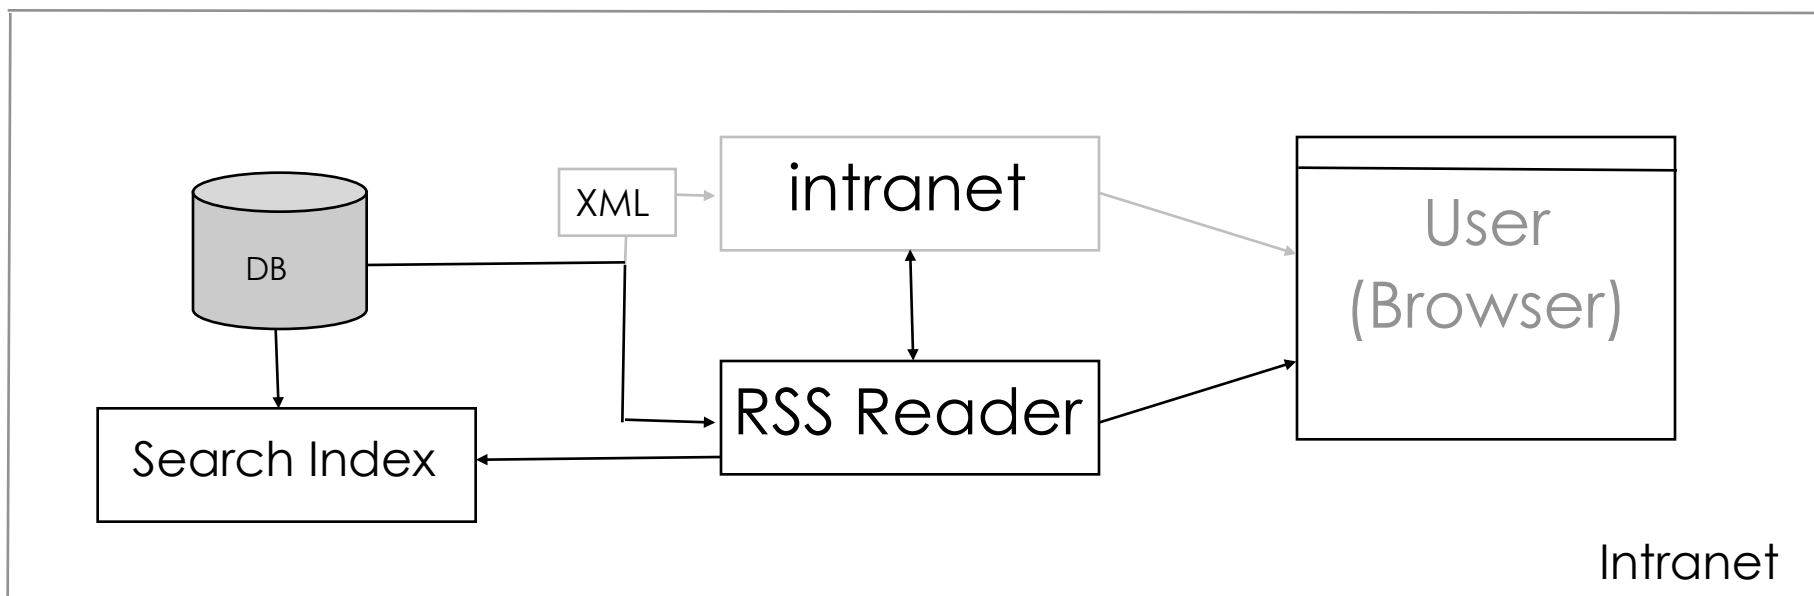 intranet
XML
User
(Browser)
DB
RSS Reader
Search Index
Intranet